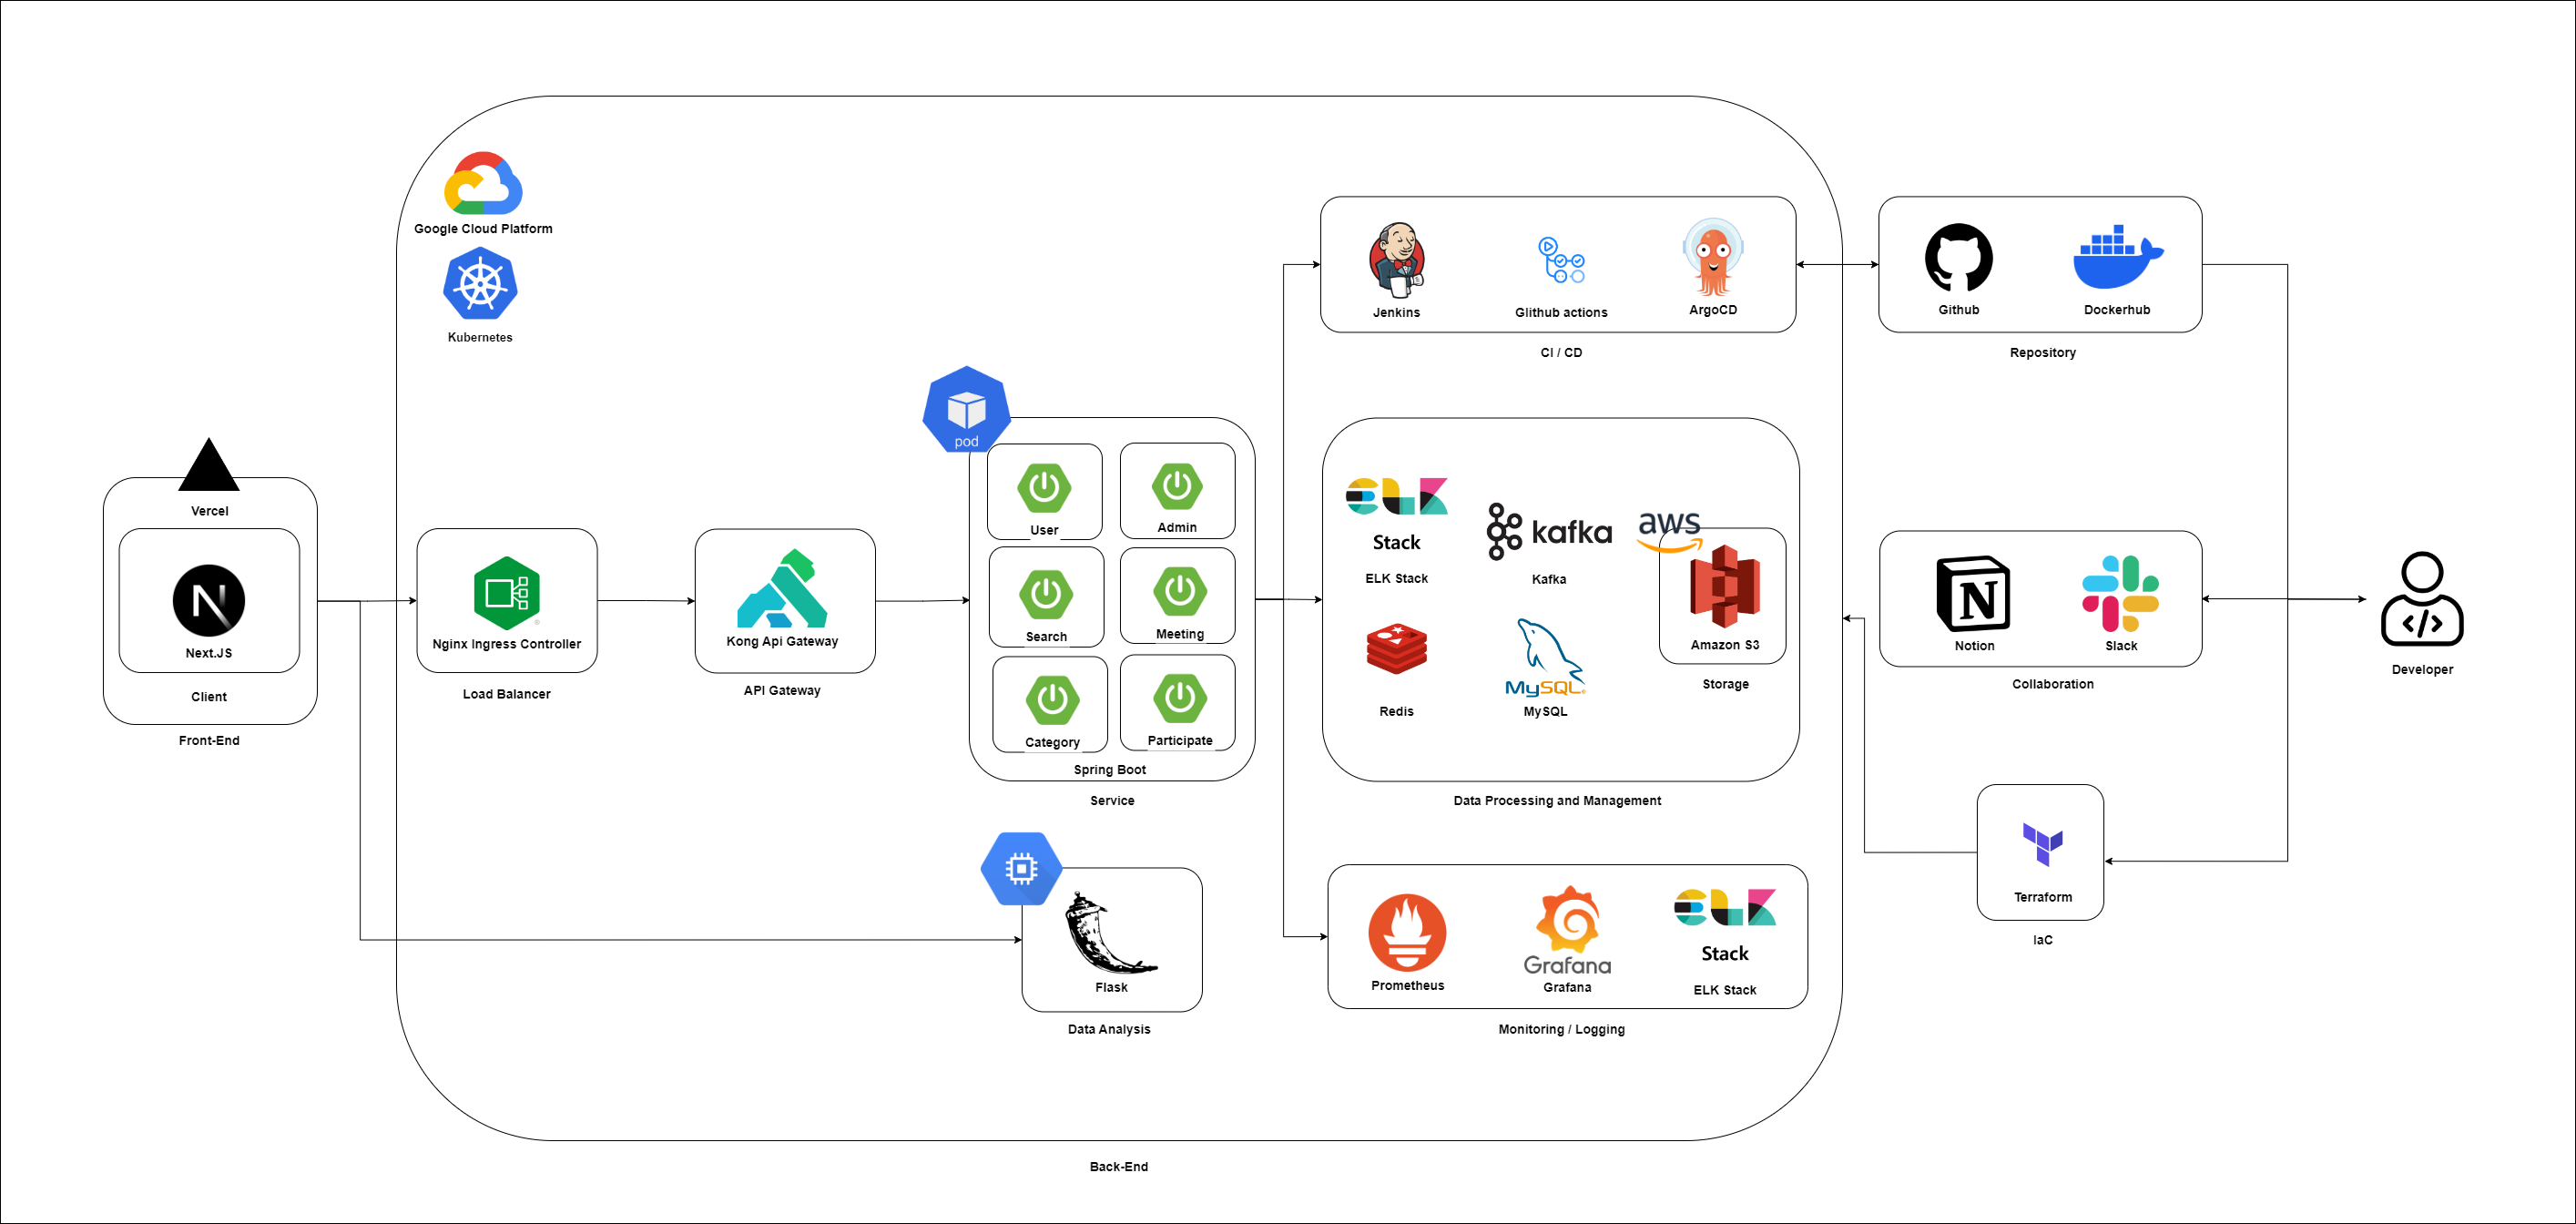 Google Cloud Platform
Kubernetes
Vercel
Next.JS
Client
Front-End
Nginx Ingress Controller
Load Balancer
Kong Api Gateway
API Gateway
pod
User
Admin
Search
Meeting
Category
Participate
Spring Boot
Service
Flask
Data Analysis
Jenkins
Glithub actions
ArgoCD
CI / CD
Stack
ELK Stack
kafka
Kafka
aws
Amazon S3
Storage
Redis
MySQL
MySQL
Data Processing and Management
Prometheus
Grafana
Grafana
Stack
ELK Stack
Monitoring / Logging
Back-End
Github
Dockerhub
Repository
Notion
Slack
Collaboration
Terraform
IaC
Developer